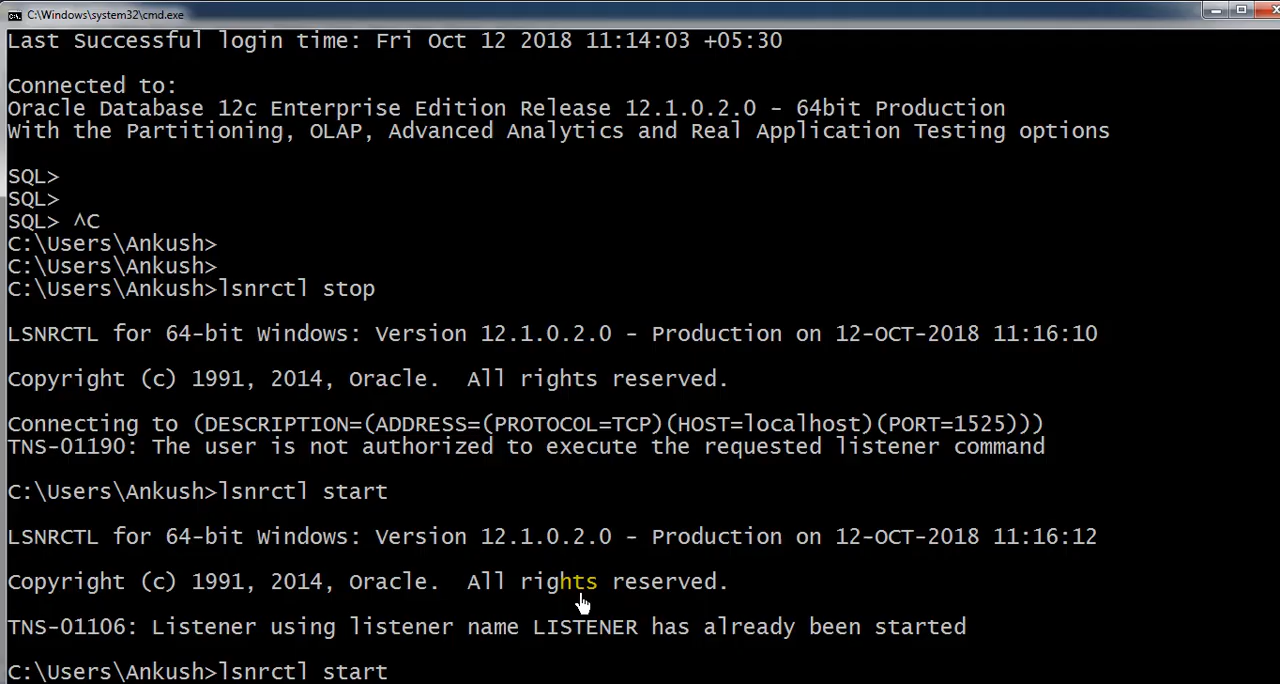 C:\Windows\system32\cmd.exe
Last Successful login time: Fri Oct 12 2018 11:14:03 +05:30
Connected to:
Oracle Database 12c Enterprise Edition Release 12.1.0.2.0 - 64bit Production
With the Partitioning, OLAP, Advanced Analytics and Real Application Testing options
SQL>
SQL>
SQL> ^C
C:\Users\Ankush>
C:\Users\Ankush>
C:\Users\Ankush>lsnrctl stop
LSNRCTL for 64-bit Windows: Version 12.1.0.2.0 - Production on 12-OCT-2018 11:16:10
Copyright (c) 1991, 2014, Oracle.  All rights reserved.
Connecting to (DESCRIPTION=(ADDRESS=(PROTOCOL=TCP)(HOST=localhost)(PORT=1525)))
TNS-01190: The user is not authorized to execute the requested listener command
C:\Users\Ankush>lsnrctl start
LSNRCTL for 64-bit Windows: Version 12.1.0.2.0 - Production on 12-OCT-2018 11:16:12
Copyright (c) 1991, 2014, Oracle.  All rights reserved.
TNS-01106: Listener using listener name LISTENER has already been started
C:\Users\Ankush>lsnrctl start